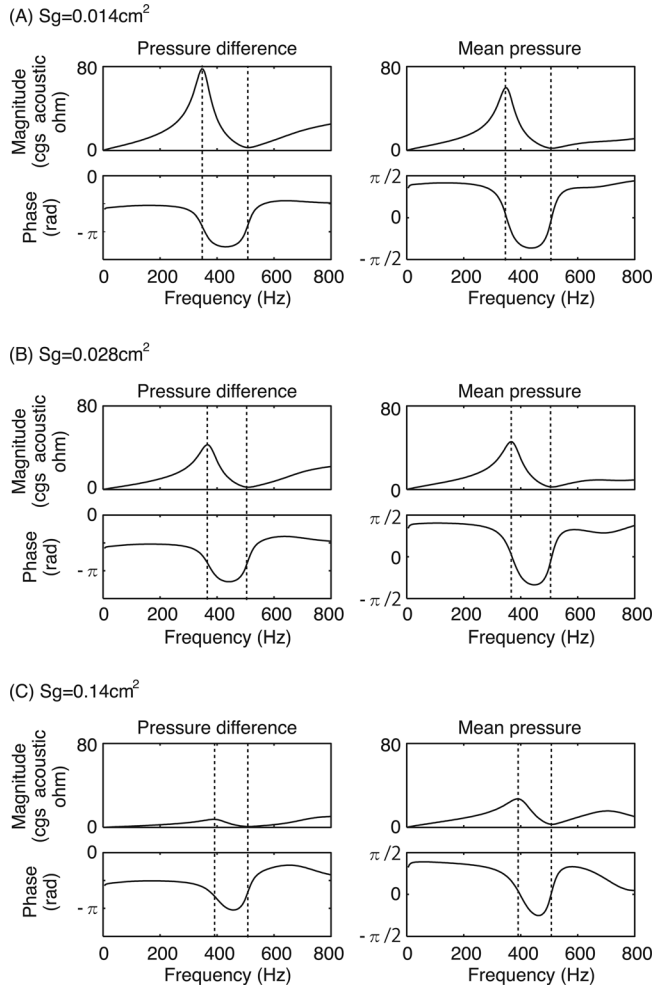 (A) Sg=0.014cm²
Pressure difference
Mean pressure
Magnitude
(cgs acoustic
ohm)
80
0
80
0
Phase
(rad)
0
-π
π/2
0
-π/2
0 200 400 600 800
0 200 400 600 800
Frequency (Hz)
Frequency (Hz)
(B) Sg=0.028cm²
Pressure difference
Mean pressure
Magnitude
(cgs acoustic
ohm)
80
0
80
0
Phase
(rad)
0
-π
π/2
0
-π/2
0 200 400 600 800
0 200 400 600 800
Frequency (Hz)
Frequency (Hz)
(C) Sg=0.14cm²
Pressure difference
Mean pressure
Magnitude
(cgs acoustic
ohm)
80
0
80
0
Phase
(rad)
0
-π
π/2
0
-π/2
0 200 400 600 800
0 200 400 600 800
Frequency (Hz)
Frequency (Hz)